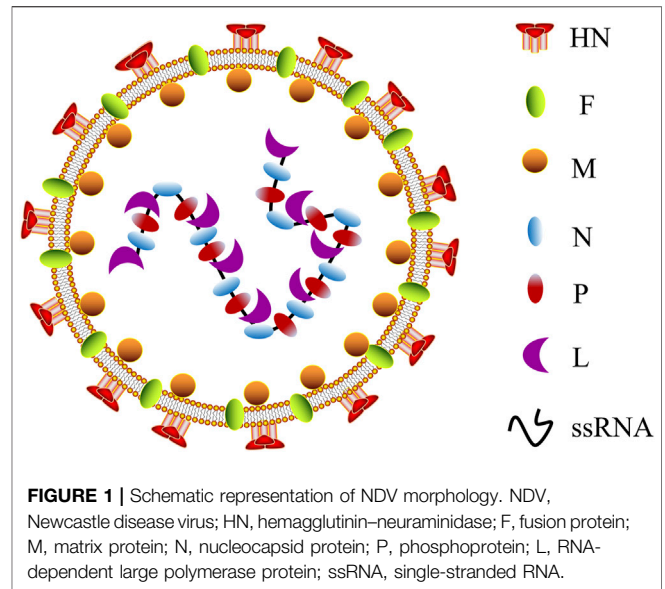 HN
F
M
N
P
L
ssRNA
FIGURE 1 | Schematic representation of NDV morphology. NDV,
Newcastle disease virus; HN, hemagglutinin–neuraminidase; F, fusion protein;
M, matrix protein; N, nucleocapsid protein; P, phosphoprotein; L, RNA-
dependent large polymerase protein; ssRNA, single-stranded RNA.